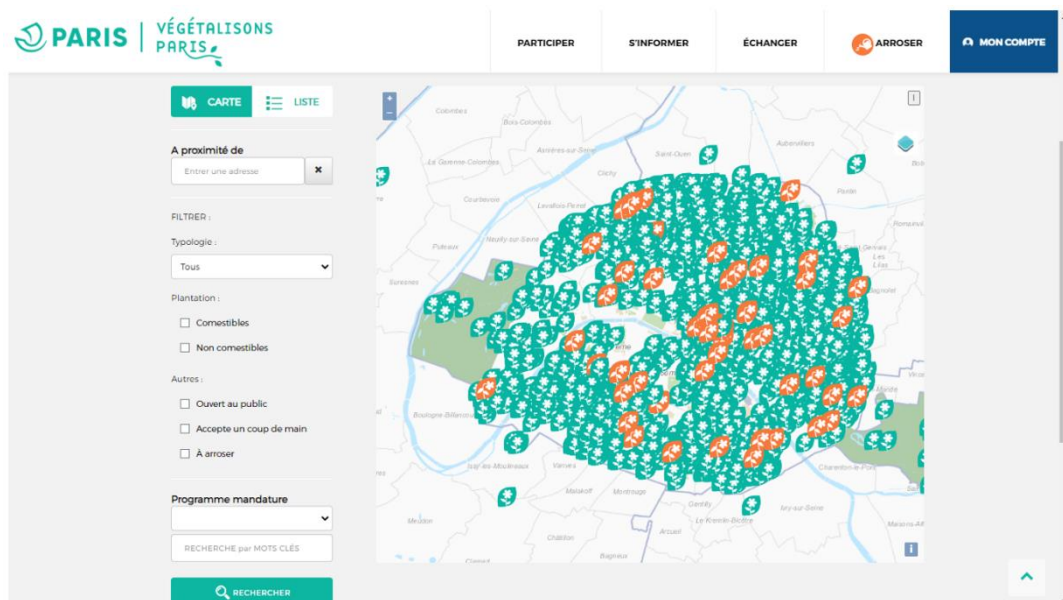 PARIS
VÉGÉTALISONS
PARIS
PARTICIPER
S'INFORMER
ÉCHANGER
ARROSER
MON COMPTE
CARTE
LISTE
A proximité de
Entrer une adresse
FILTRER :
Typologie :
Tous
Plantation :
Comestibles
Non comestibles
Autres :
Ouvert au public
Accepte un coup de main
À arroser
Programme mandature
RECHERCHE par MOTS CLÉS
RECHERCHER
+
−
Colombes
Bois-Colombes
Asnières-sur-Seine
Saint-Ouen
Aubervilliers
La Garenne-Colombes
Clichy
Pantin
Courbevoie
Levallois-Perret
Puteaux
Neuilly-sur-Seine
Les
Lilas
Suresnes
Issy-les-Moulineaux
Vanves
Malakoff
Montrouge
Gentilly
Charenton-le-Pont
Ivry-sur-Seine
Le Kremlin-Bicêtre
Arcueil
Meudon
Châtillon
Bagneux
Clamart
i